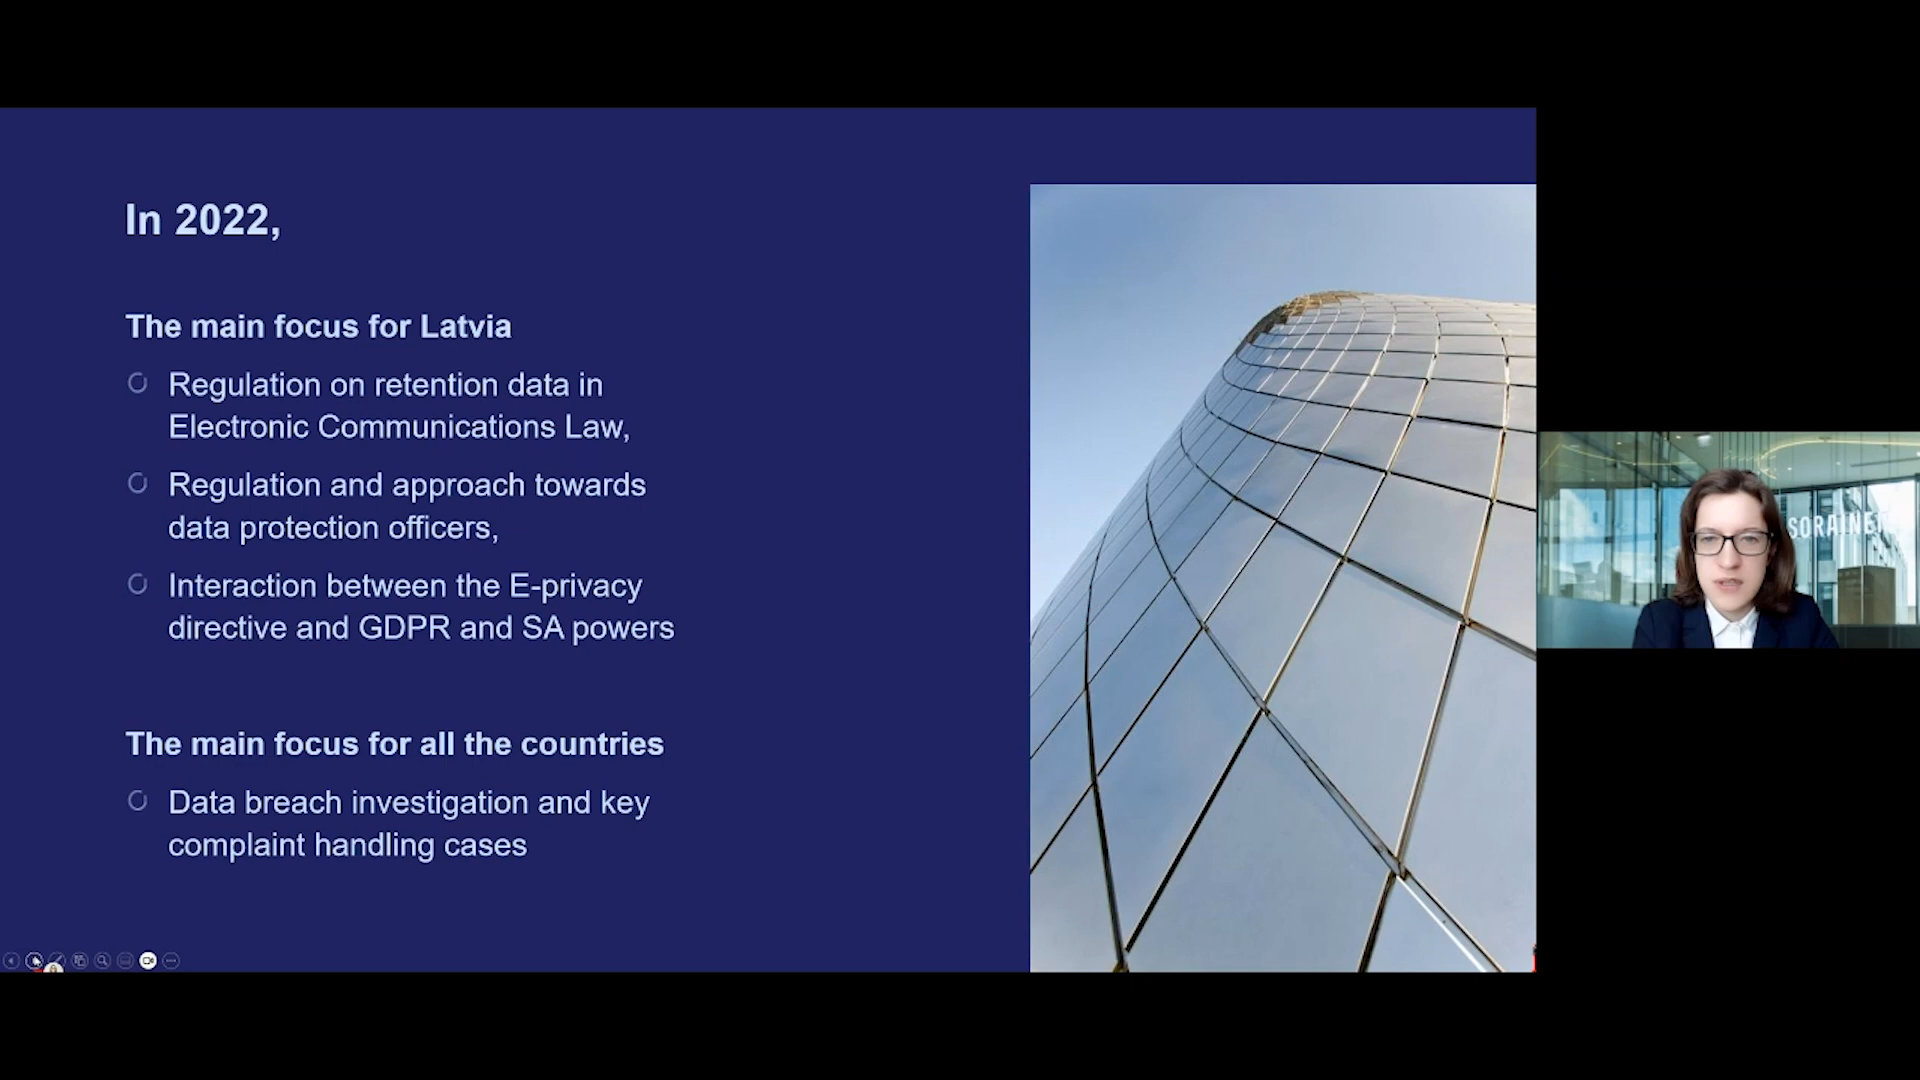 In 2022,
The main focus for Latvia
Regulation on retention data in
Electronic Communications Law,
Regulation and approach towards
data protection officers,
Interaction between the E-privacy
directive and GDPR and SA powers
The main focus for all the countries
Data breach investigation and key
complaint handling cases
SORAINEN